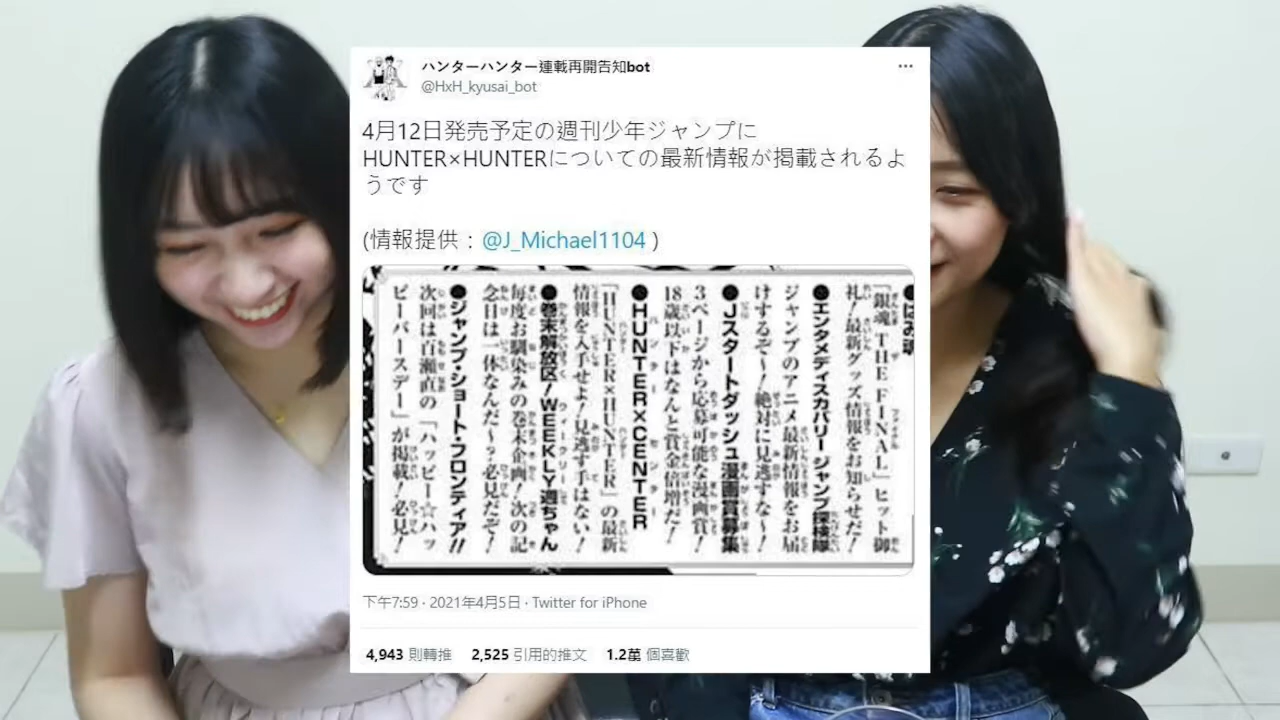 ハンターハンター連載再開告知bot
@HxH_kyusai_bot
4月12日発売予定の週刊少年ジャンプに
HUNTER×HUNTERについての最新情報が掲載されるよ
うです
(情報提供：@J_Michael1104 )
「銀魂 THE FINAL」ヒット御
礼！最新グッズ情報をお知らせだ！
●エンタメディスカバリー ジャンプ探検隊
ジャンプのアニメ最新情報をお届
けするぞ〜！絶対に見逃すな〜！
●Jスタートダッシュ漫画賞募集
3ページから応募可能な漫画賞！
18歳以下はなんと賞金倍増だ！
●HUNTER×CENTER
「HUNTER×HUNTER」の最新
情報を入手せよ！見逃す手はない！
●巻末解放区！WEEKLY週ちゃん
毎度お馴染みの巻末企画！次の記
念日は一体なんだ〜？必見だぞ！
●ジャンプ・ショート・フロンティア!!
次回は百瀬直の「ハッピー☆ハッ
ピーバースデー」が掲載！必見！
下午7:59 · 2021年4月5日 · Twitter for iPhone
4,943 則轉推 2,525 引用的推文 1.2萬 個喜歡